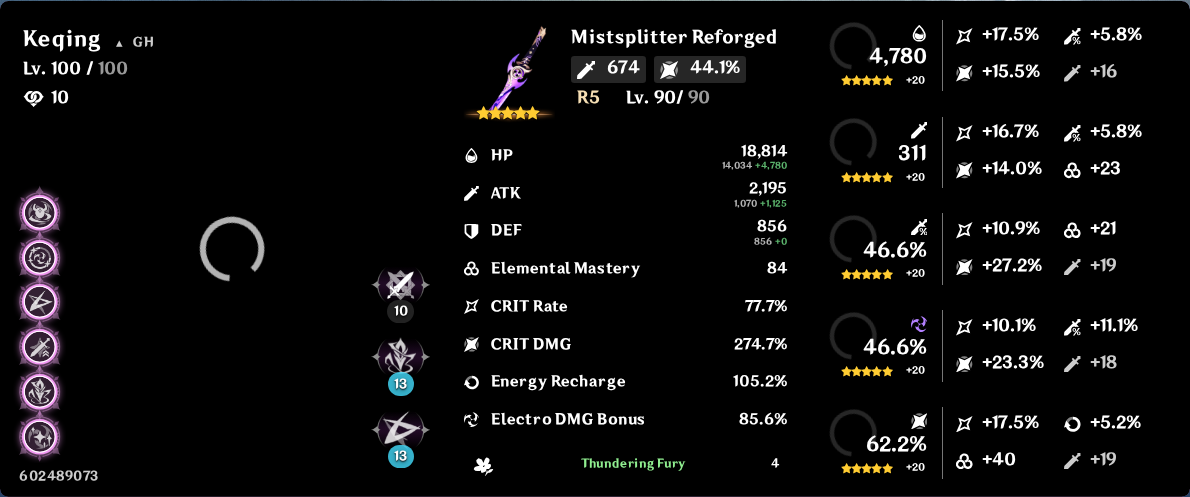 Keqing ▲ GH
Lv. 100 / 100
10
602489073
10
13
13
Mistsplitter Reforged
674 44.1%
R5 Lv. 90/ 90
HP 18,814
14,034 +4,780
ATK 2,195
1,070 +1,125
DEF 856
856 +0
Elemental Mastery 84
CRIT Rate 77.7%
CRIT DMG 274.7%
Energy Recharge 105.2%
Electro DMG Bonus 85.6%
Thundering Fury 4
4,780
+20
+17.5% +5.8%
+15.5% +16
311
+20
+16.7% +5.8%
+14.0% +23
46.6%
+20
+10.9% +21
+27.2% +19
46.6%
+20
+10.1% +11.1%
+23.3% +18
62.2%
+20
+17.5% +5.2%
+40 +19